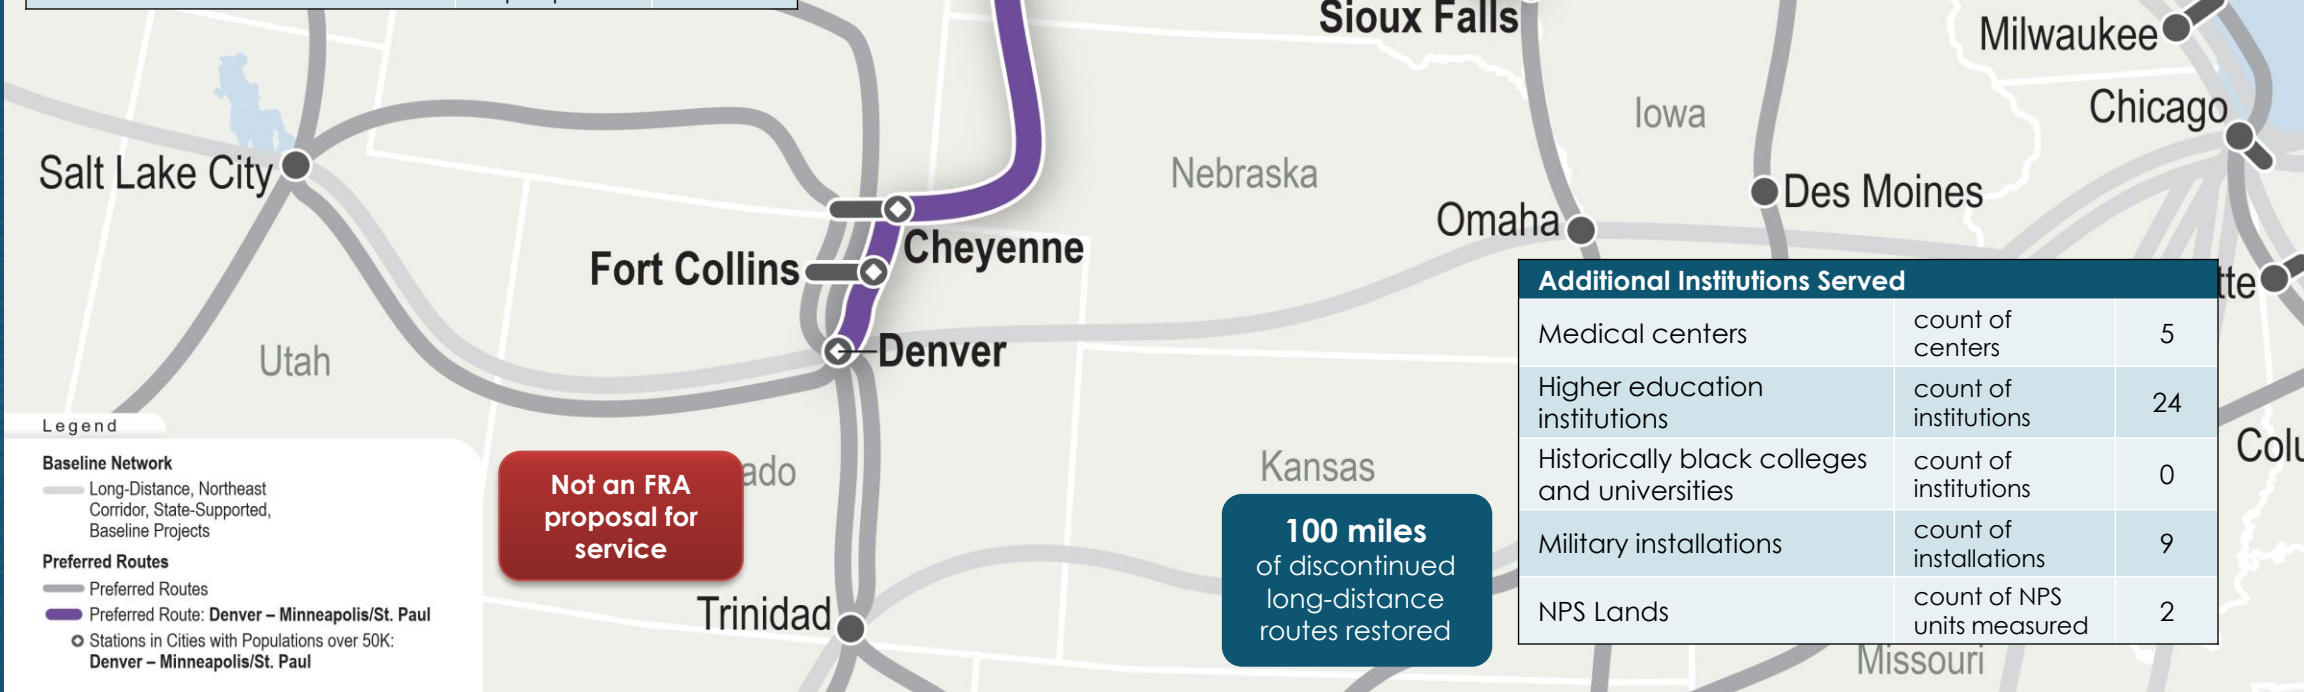 Sioux Falls
Milwaukee
Chicago
Iowa
Salt Lake City
Nebraska
Des Moines
Omaha
Cheyenne
Fort Collins
Denver
Utah
Kansas
ado
Trinidad
Missouri
tte
Colu
Legend
Baseline Network
Long-Distance, Northeast
Corridor, State-Supported,
Baseline Projects
Preferred Routes
Preferred Routes
Preferred Route: Denver – Minneapolis/St. Paul
Stations in Cities with Populations over 50K:
Denver – Minneapolis/St. Paul
Not an FRA
proposal for
service
100 miles
of discontinued
long-distance
routes restored
Additional Institutions Served
Medical centers count of centers 5
Higher education institutions count of institutions 24
Historically black colleges and universities count of institutions 0
Military installations count of installations 9
NPS Lands count of NPS units measured 2